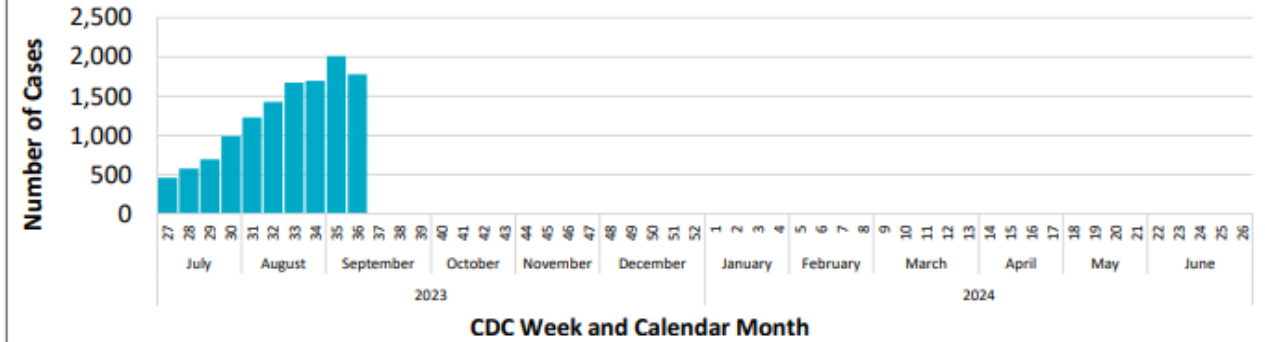 2,500
2,000
1,500
1,000
500
0
Number of Cases
27 28 29 30 31 32 33 34 35 36 37 38 39 40 41 42 43 44 45 46 47 48 49 50 51 52 1 2 3 4 5 6 7 8 9 10 11 12 13 14 15 16 17 18 19 20 21 22 23 24 25 26
July August September October November December January February March April May June
2023 2024
CDC Week and Calendar Month